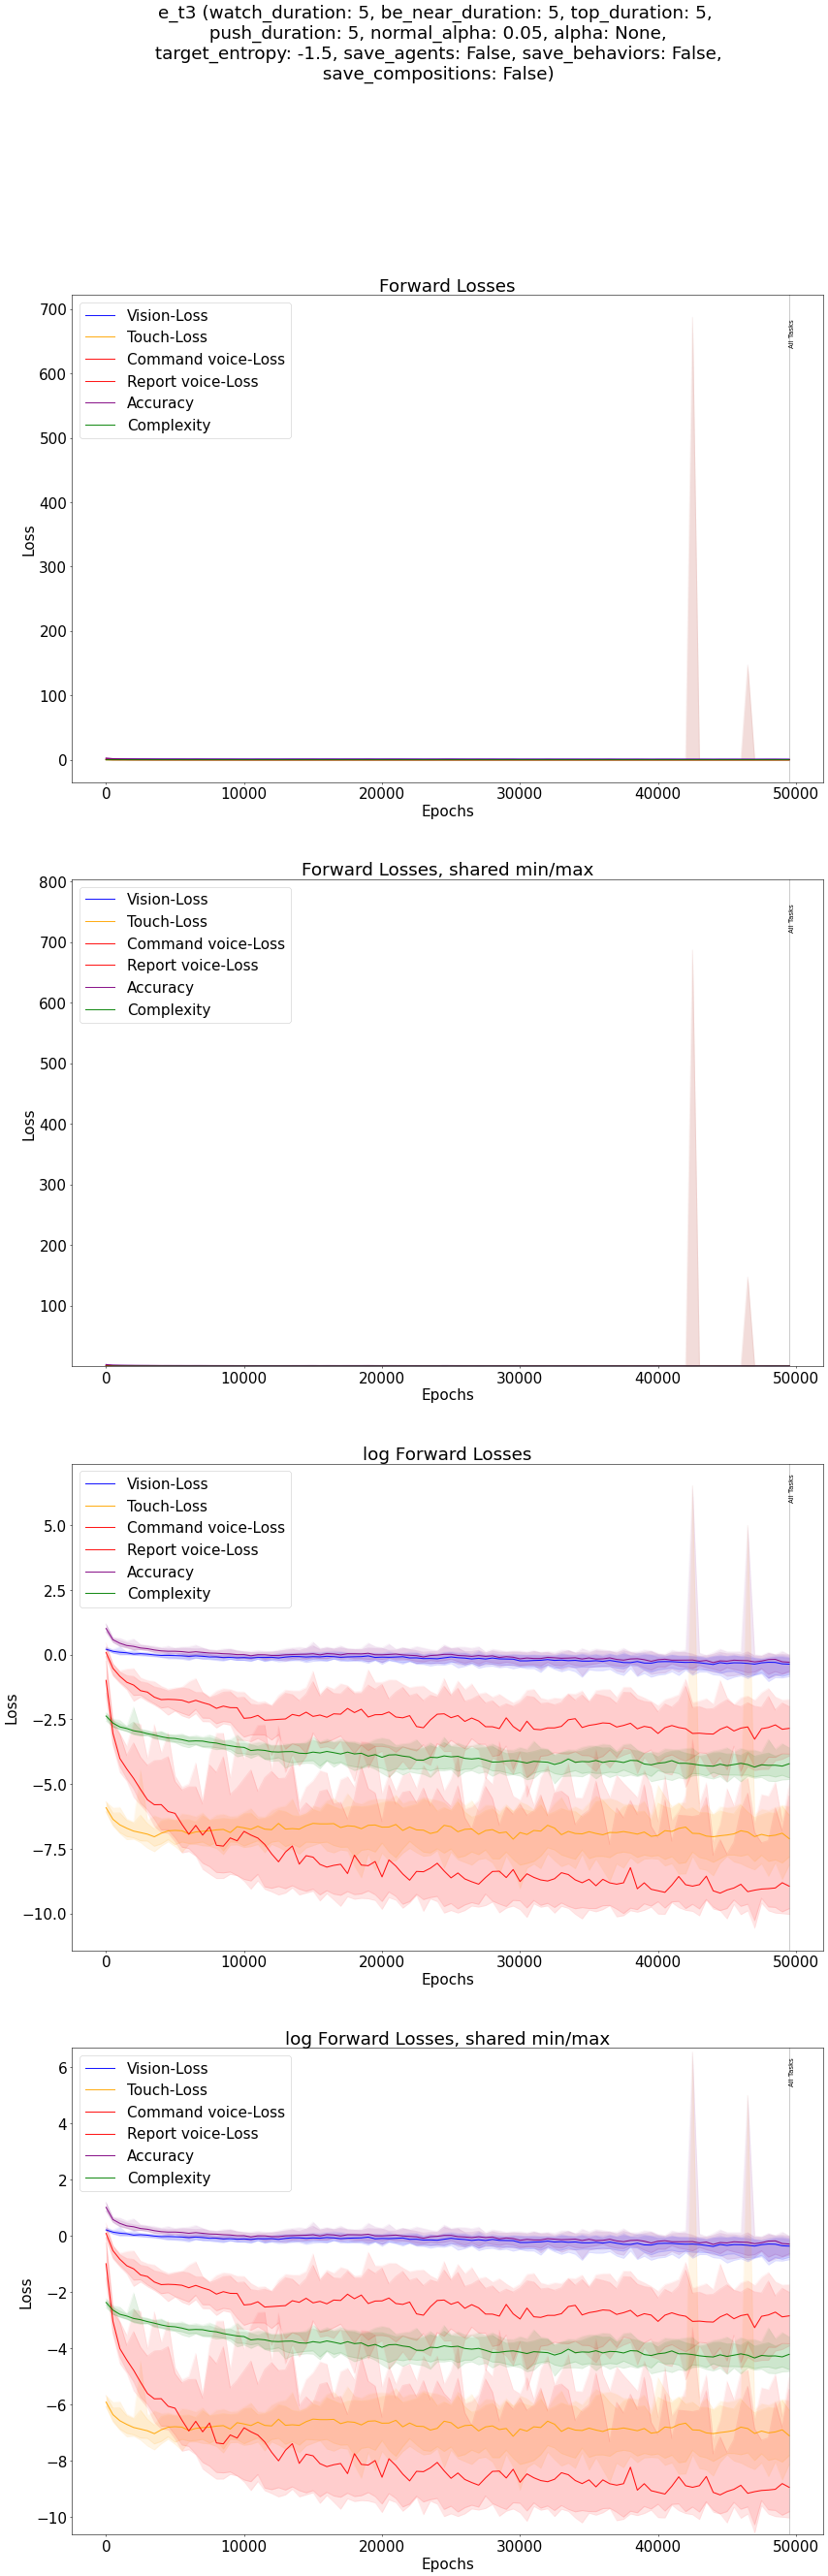 e_t3 (watch_duration: 5, be_near_duration: 5, top_duration: 5,
push_duration: 5, normal_alpha: 0.05, alpha: None,
target_entropy: -1.5, save_agents: False, save_behaviors: False,
save_compositions: False)
Forward Losses
700
600
500
400
300
200
100
0
Loss
Vision-Loss
Touch-Loss
Command voice-Loss
Report voice-Loss
Accuracy
Complexity
All Tasks
0 10000 20000 30000 40000 50000
Epochs
Forward Losses, shared min/max
800
700
600
500
400
300
200
100
Loss
Vision-Loss
Touch-Loss
Command voice-Loss
Report voice-Loss
Accuracy
Complexity
All Tasks
0 10000 20000 30000 40000 50000
Epochs
log Forward Losses
5.0
2.5
0.0
−2.5
−5.0
−7.5
−10.0
Loss
Vision-Loss
Touch-Loss
Command voice-Loss
Report voice-Loss
Accuracy
Complexity
All Tasks
0 10000 20000 30000 40000 50000
Epochs
log Forward Losses, shared min/max
6
4
2
0
−2
−4
−6
−8
−10
Loss
Vision-Loss
Touch-Loss
Command voice-Loss
Report voice-Loss
Accuracy
Complexity
All Tasks
0 10000 20000 30000 40000 50000
Epochs